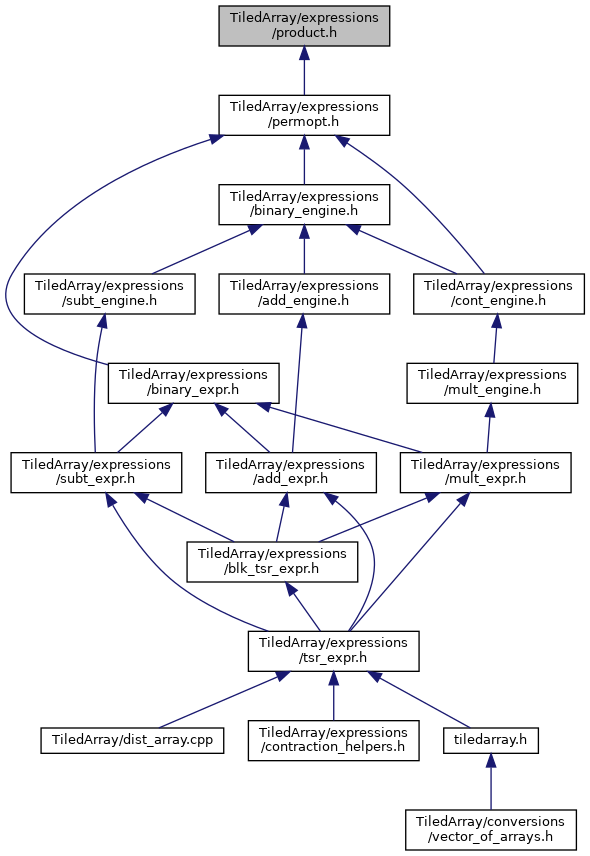 TiledArray/expressions
/product.h
TiledArray/expressions
/permopt.h
TiledArray/expressions
/binary_engine.h
TiledArray/expressions
/subt_engine.h
TiledArray/expressions
/add_engine.h
TiledArray/expressions
/cont_engine.h
TiledArray/expressions
/binary_expr.h
TiledArray/expressions
/mult_engine.h
TiledArray/expressions
/subt_expr.h
TiledArray/expressions
/add_expr.h
TiledArray/expressions
/mult_expr.h
TiledArray/expressions
/blk_tsr_expr.h
TiledArray/expressions
/tsr_expr.h
TiledArray/dist_array.cpp
TiledArray/expressions
/contraction_helpers.h
tiledarray.h
TiledArray/conversions
/vector_of_arrays.h